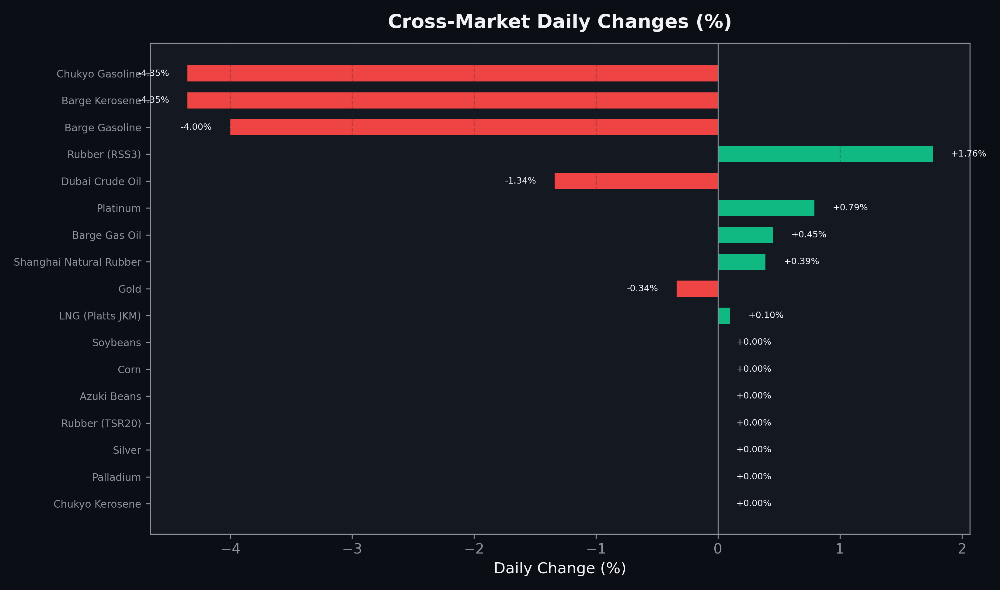 Cross-Market Daily Changes (%)
Chukyo Gasoline -4.35%
Barge Kerosene -4.35%
Barge Gasoline -4.00%
Rubber (RSS3) +1.76%
Dubai Crude Oil -1.34%
Platinum +0.79%
Barge Gas Oil +0.45%
Shanghai Natural Rubber +0.39%
Gold -0.34%
LNG (Platts JKM) +0.10%
Soybeans +0.00%
Corn +0.00%
Azuki Beans +0.00%
Rubber (TSR20) +0.00%
Silver +0.00%
Palladium +0.00%
Chukyo Kerosene +0.00%
−4 −3 −2 −1 0 1 2
Daily Change (%)